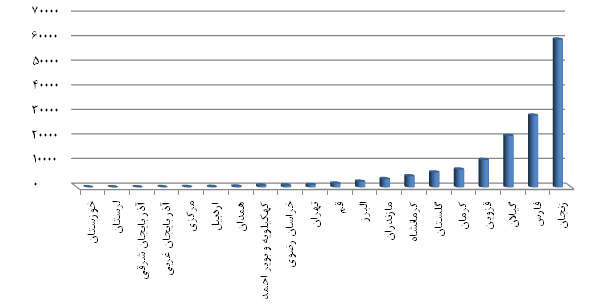 ۷۰۰۰۰
۶۰۰۰۰
۵۰۰۰۰
۴۰۰۰۰
۳۰۰۰۰
۲۰۰۰۰
۱۰۰۰۰
۰
خوزستان
لرستان
آذربایجان شرقی
آذربایجان غربی
مرکزی
اردبیل
همدان
کهکیلویه و بویر احمد
خراسان رضوی
تهران
قم
البرز
مازندران
کرمانشاه
گلستان
کرمان
قزوین
گیلان
فارس
زنجان